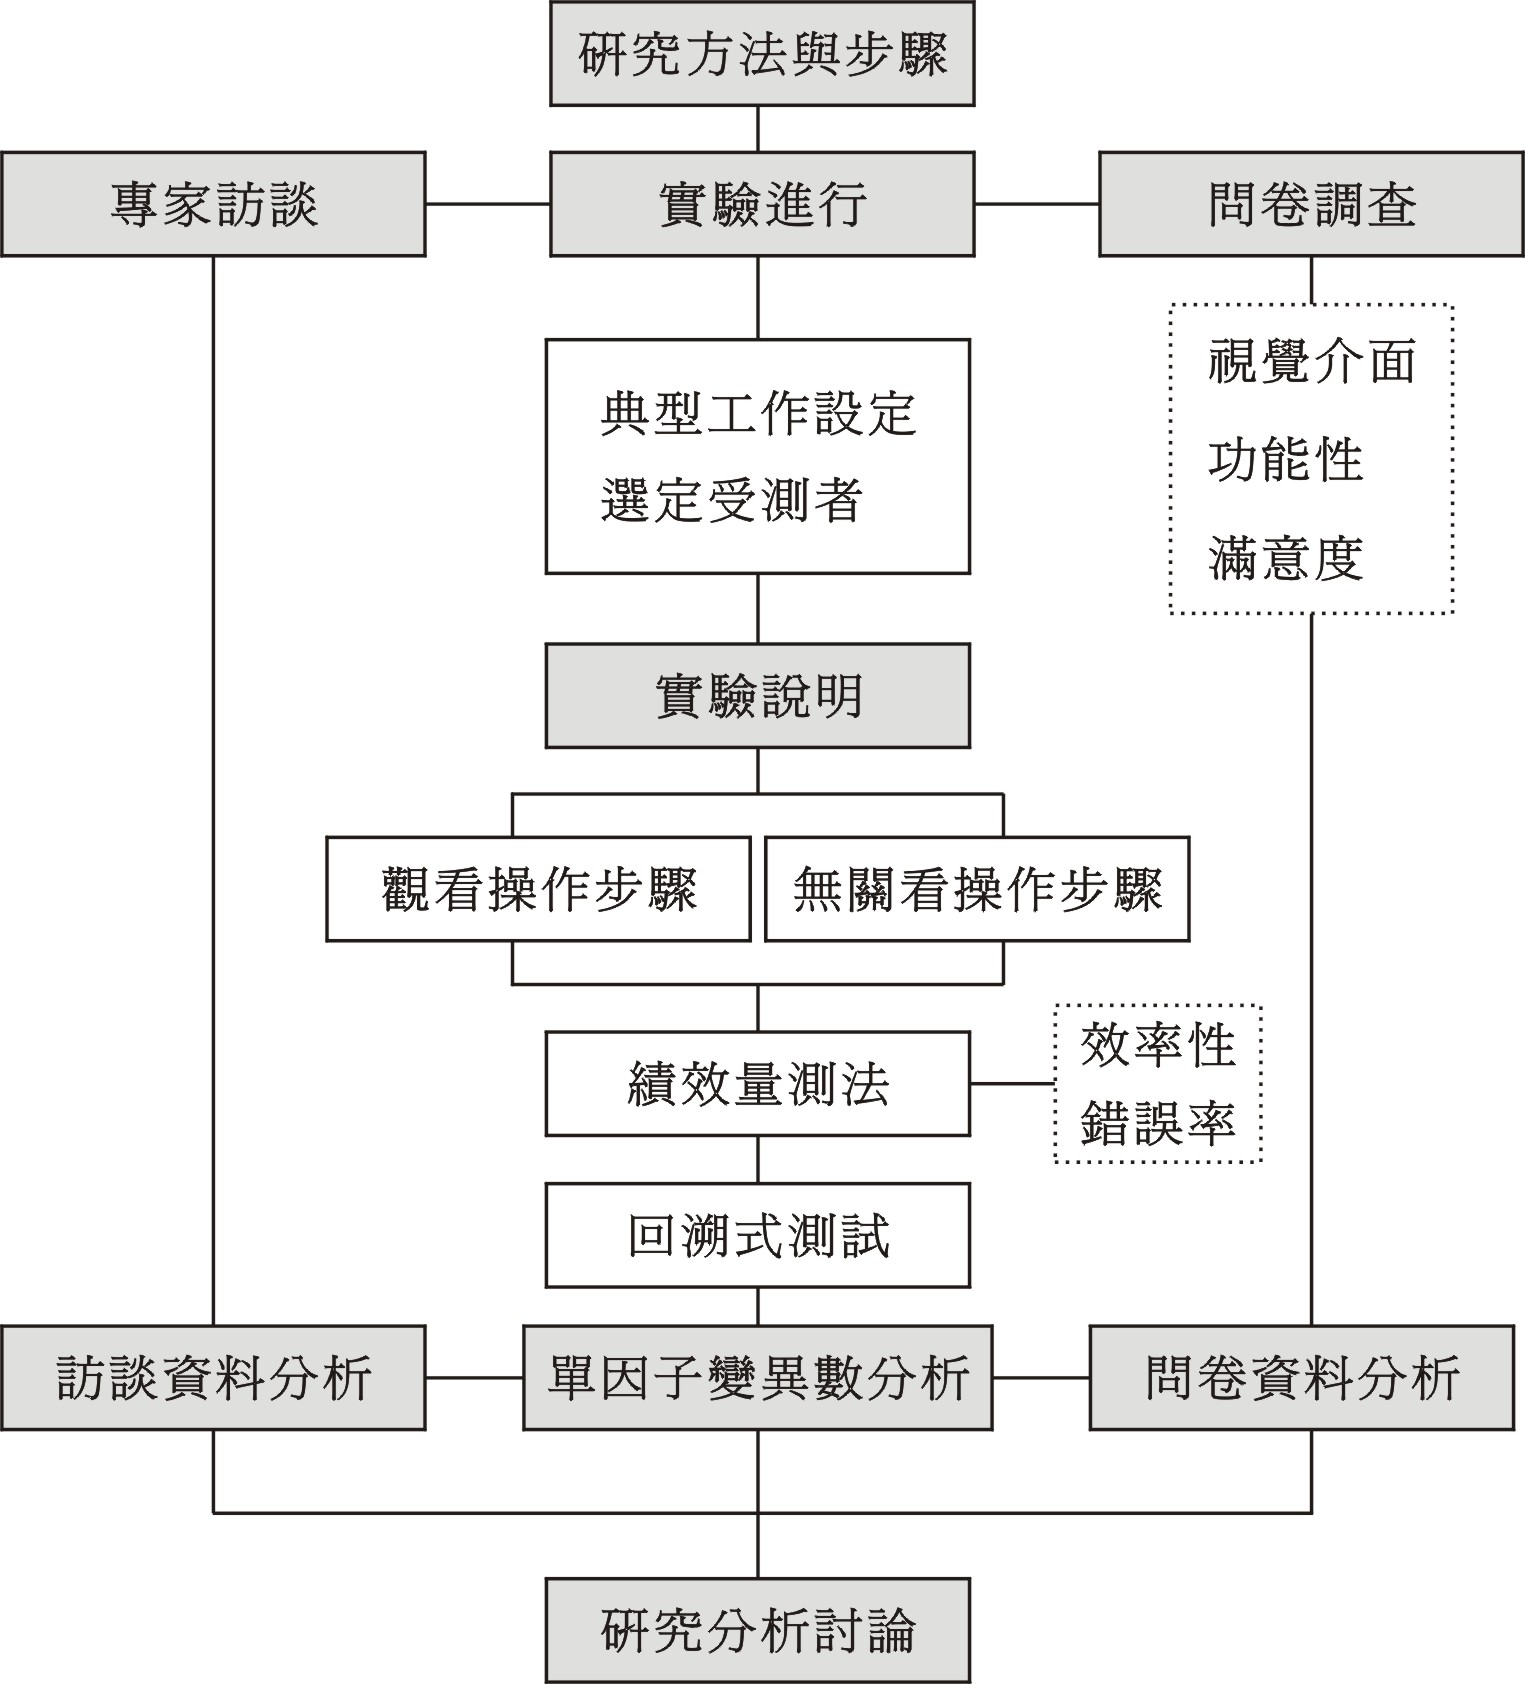 研究方法與步驟
專家訪談
實驗進行
問卷調查
視覺介面
功能性
滿意度
典型工作設定
選定受測者
實驗說明
觀看操作步驟
無關看操作步驟
績效量測法
效率性
錯誤率
回溯式測試
訪談資料分析
單因子變異數分析
問卷資料分析
研究分析討論